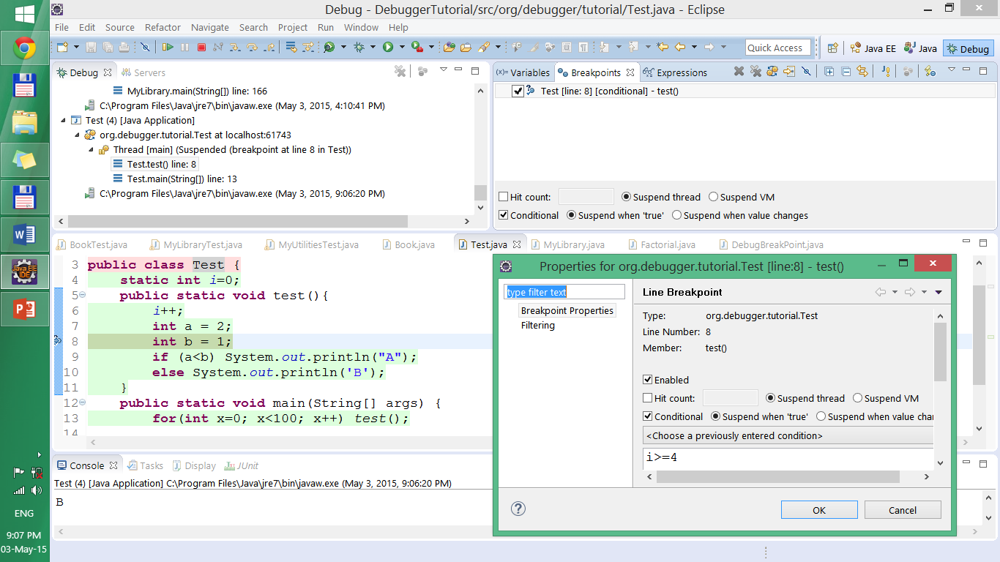 Debug - DebuggerTutorial/src/org/debugger/tutorial/Test.java - Eclipse
File Edit Source Refactor Navigate Search Project Run Window Help
Quick Access Java EE Java Debug
Debug Servers
MyLibrary.main(String[]) line: 166
C:\Program Files\Java\jre7\bin\javaw.exe (May 3, 2015, 4:10:41 PM)
Test (4) [Java Application]
org.debugger.tutorial.Test at localhost:61743
Thread [main] (Suspended (breakpoint at line 8 in Test))
Test.test() line: 8
Test.main(String[]) line: 13
C:\Program Files\Java\jre7\bin\javaw.exe (May 3, 2015, 9:06:20 PM)
(x)= Variables Breakpoints Expressions
Test [line: 8] [conditional] - test()
Hit count: Suspend thread Suspend VM
Conditional Suspend when 'true' Suspend when value changes
BookTest.java MyLibraryTest.java MyUtilitiesTest.java Book.java Test.java MyLibrary.java Factorial.java DebugBreakPoint.java
3 public class Test {
4 static int i=0;
5 public static void test(){
6 i++;
7 int a = 2;
8 int b = 1;
9 if (a<b) System.out.println("A");
10 else System.out.println('B');
11 }
12 public static void main(String[] args) {
13 for(int x=0; x<100; x++) test();
14
Properties for org.debugger.tutorial.Test [line:8] - test()
type filter text
Breakpoint Properties
Filtering
Line Breakpoint
Type: org.debugger.tutorial.Test
Line Number: 8
Member: test()
Enabled
Hit count: Suspend thread Suspend VM
Conditional Suspend when 'true' Suspend when value chan
<Choose a previously entered condition>
i>=4
OK Cancel
Console Tasks Display JUnit
Test (4) [Java Application] C:\Program Files\Java\jre7\bin\javaw.exe (May 3, 2015, 9:06:20 PM)
B
Java EE
IDE
ENG
9:07 PM
03-May-15